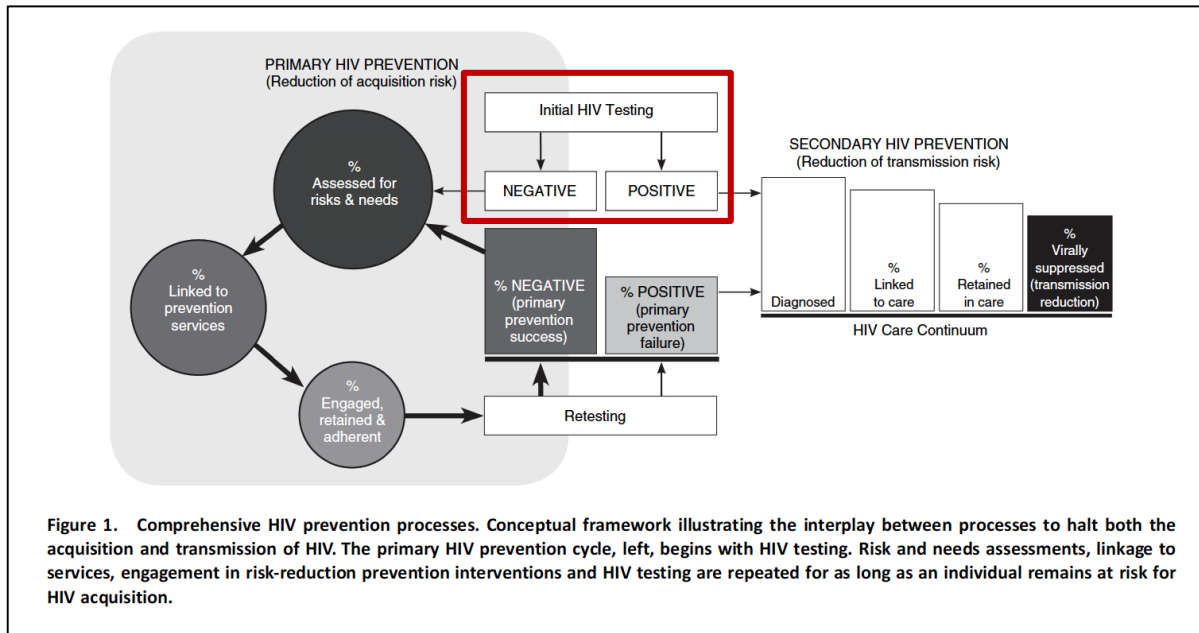 PRIMARY HIV PREVENTION
(Reduction of acquisition risk)
Initial HIV Testing
NEGATIVE
POSITIVE
%
Assessed for
risks & needs
%
Linked to
prevention
services
%
Engaged,
retained &
adherent
% NEGATIVE
(primary
prevention
success)
% POSITIVE
(primary
prevention
failure)
Retesting
SECONDARY HIV PREVENTION
(Reduction of transmission risk)
Diagnosed
%
Linked
to care
%
Retained
in care
%
Virally
suppressed
(transmission
reduction)
HIV Care Continuum
Figure 1. Comprehensive HIV prevention processes. Conceptual framework illustrating the interplay between processes to halt both the
acquisition and transmission of HIV. The primary HIV prevention cycle, left, begins with HIV testing. Risk and needs assessments, linkage to
services, engagement in risk-reduction prevention interventions and HIV testing are repeated for as long as an individual remains at risk for
HIV acquisition.